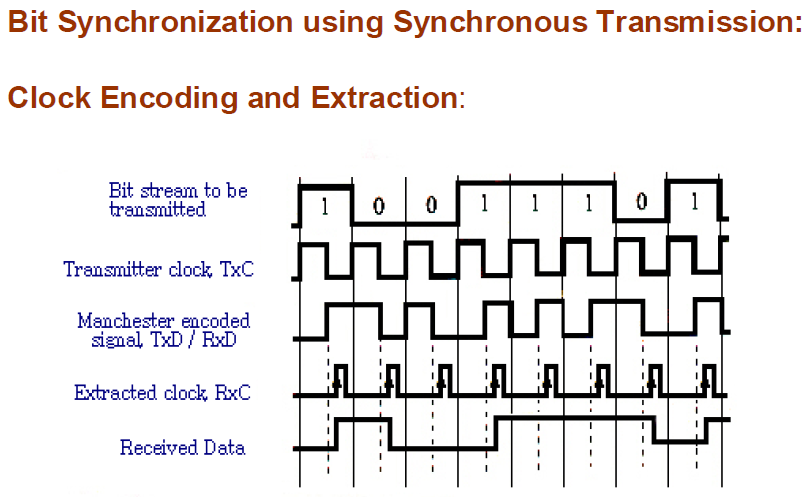 Bit Synchronization using Synchronous Transmission:
Clock Encoding and Extraction:
Bit stream to be
transmitted
1 0 0 1 1 1 0 1
Transmitter clock, TxC
Manchester encoded
signal, TxD / RxD
Extracted clock, RxC
Received Data